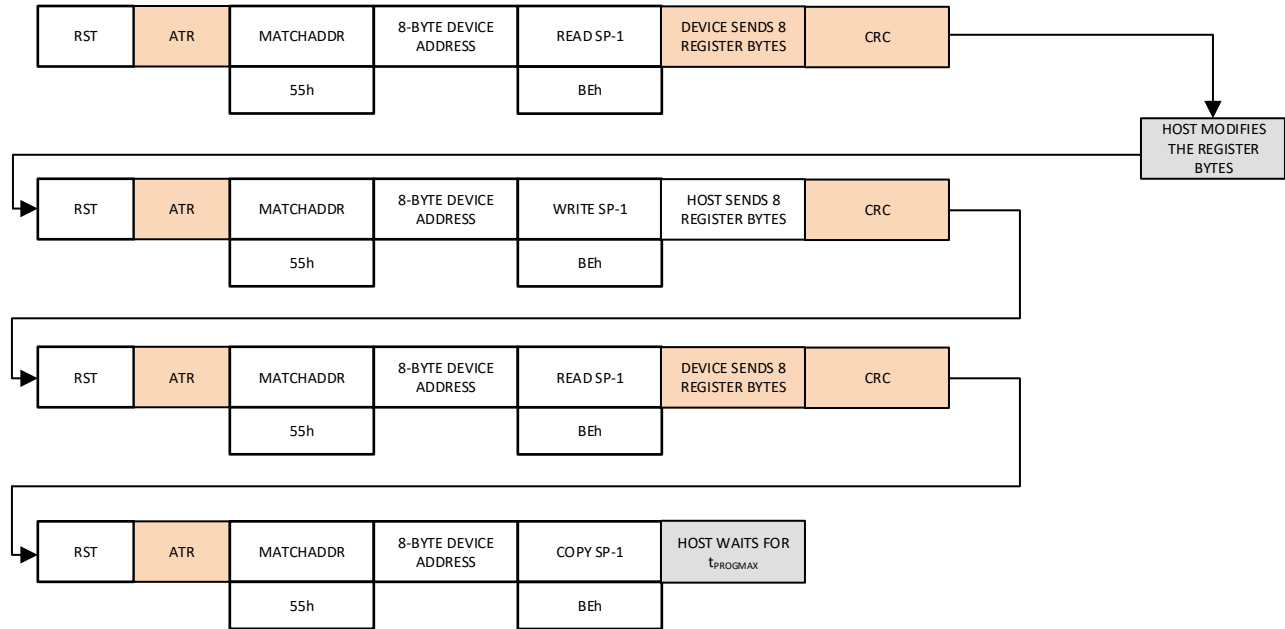 RST
ATR
MATCHADDR
8-BYTE DEVICE
ADDRESS
READ SP-1
DEVICE SENDS 8
REGISTER BYTES
CRC
55h
BEh
HOST MODIFIES
THE REGISTER
BYTES
RST
ATR
MATCHADDR
8-BYTE DEVICE
ADDRESS
WRITE SP-1
HOST SENDS 8
REGISTER BYTES
CRC
55h
BEh
RST
ATR
MATCHADDR
8-BYTE DEVICE
ADDRESS
READ SP-1
DEVICE SENDS 8
REGISTER BYTES
CRC
55h
BEh
RST
ATR
MATCHADDR
8-BYTE DEVICE
ADDRESS
COPY SP-1
HOST WAITS FOR
tPROGMAX
55h
BEh